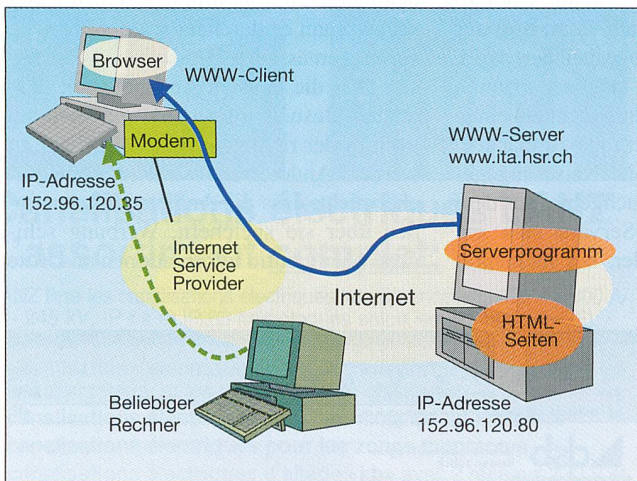 Browser
WWW-Client
Modem
IP-Adresse
152.96.120.85
Internet
Service
Provider
Internet
WWW-Server
www.ita.hsr.ch
Serverprogramm
HTML-
Seiten
IP-Adresse
152.96.120.80
Beliebiger
Rechner